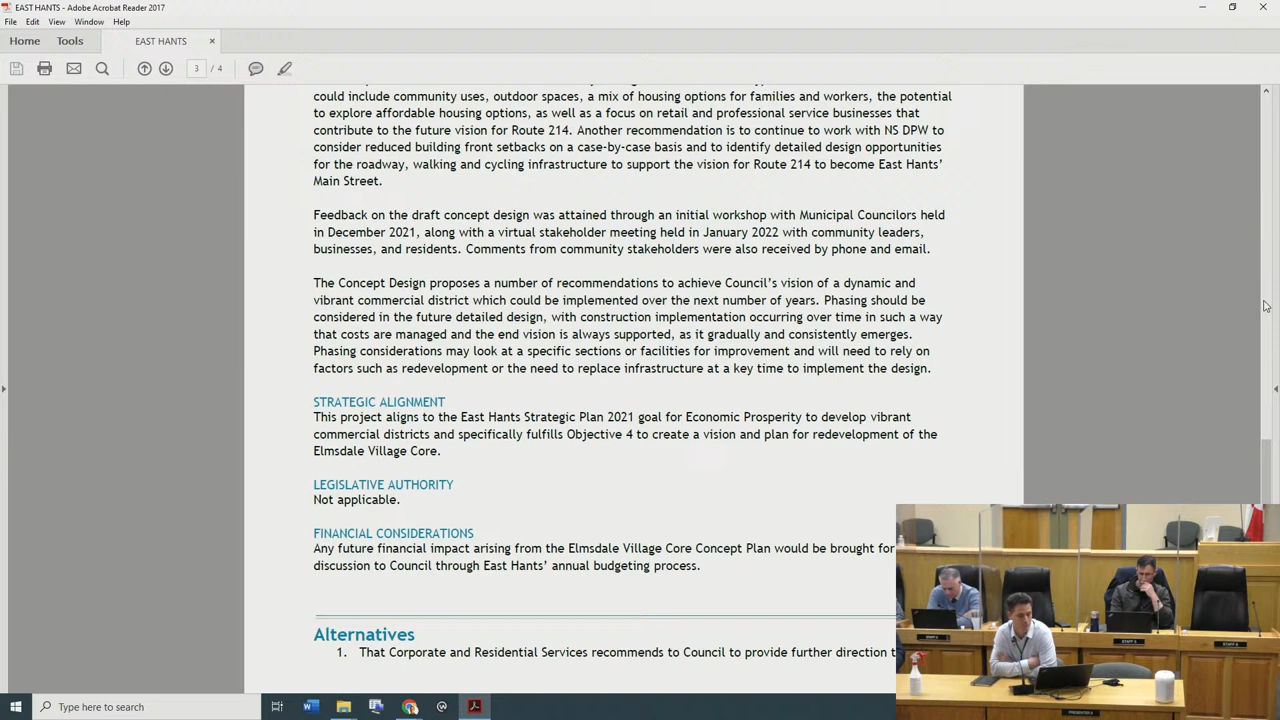 EAST HANTS - Adobe Acrobat Reader 2017
File Edit View Window Help
Home Tools EAST HANTS ×
3 / 4
could include community uses, outdoor spaces, a mix of housing options for families and workers, the potential
to explore affordable housing options, as well as a focus on retail and professional service businesses that
contribute to the future vision for Route 214. Another recommendation is to continue to work with NS DPW to
consider reduced building front setbacks on a case-by-case basis and to identify detailed design opportunities
for the roadway, walking and cycling infrastructure to support the vision for Route 214 to become East Hants’
Main Street.
Feedback on the draft concept design was attained through an initial workshop with Municipal Councilors held
in December 2021, along with a virtual stakeholder meeting held in January 2022 with community leaders,
businesses, and residents. Comments from community stakeholders were also received by phone and email.
The Concept Design proposes a number of recommendations to achieve Council’s vision of a dynamic and
vibrant commercial district which could be implemented over the next number of years. Phasing should be
considered in the future detailed design, with construction implementation occurring over time in such a way
that costs are managed and the end vision is always supported, as it gradually and consistently emerges.
Phasing considerations may look at a specific sections or facilities for improvement and will need to rely on
factors such as redevelopment or the need to replace infrastructure at a key time to implement the design.
STRATEGIC ALIGNMENT
This project aligns to the East Hants Strategic Plan 2021 goal for Economic Prosperity to develop vibrant
commercial districts and specifically fulfills Objective 4 to create a vision and plan for redevelopment of the
Elmsdale Village Core.
LEGISLATIVE AUTHORITY
Not applicable.
FINANCIAL CONSIDERATIONS
Any future financial impact arising from the Elmsdale Village Core Concept Plan would be brought for
discussion to Council through East Hants’ annual budgeting process.
Alternatives
1. That Corporate and Residential Services recommends to Council to provide further direction t
Type here to search